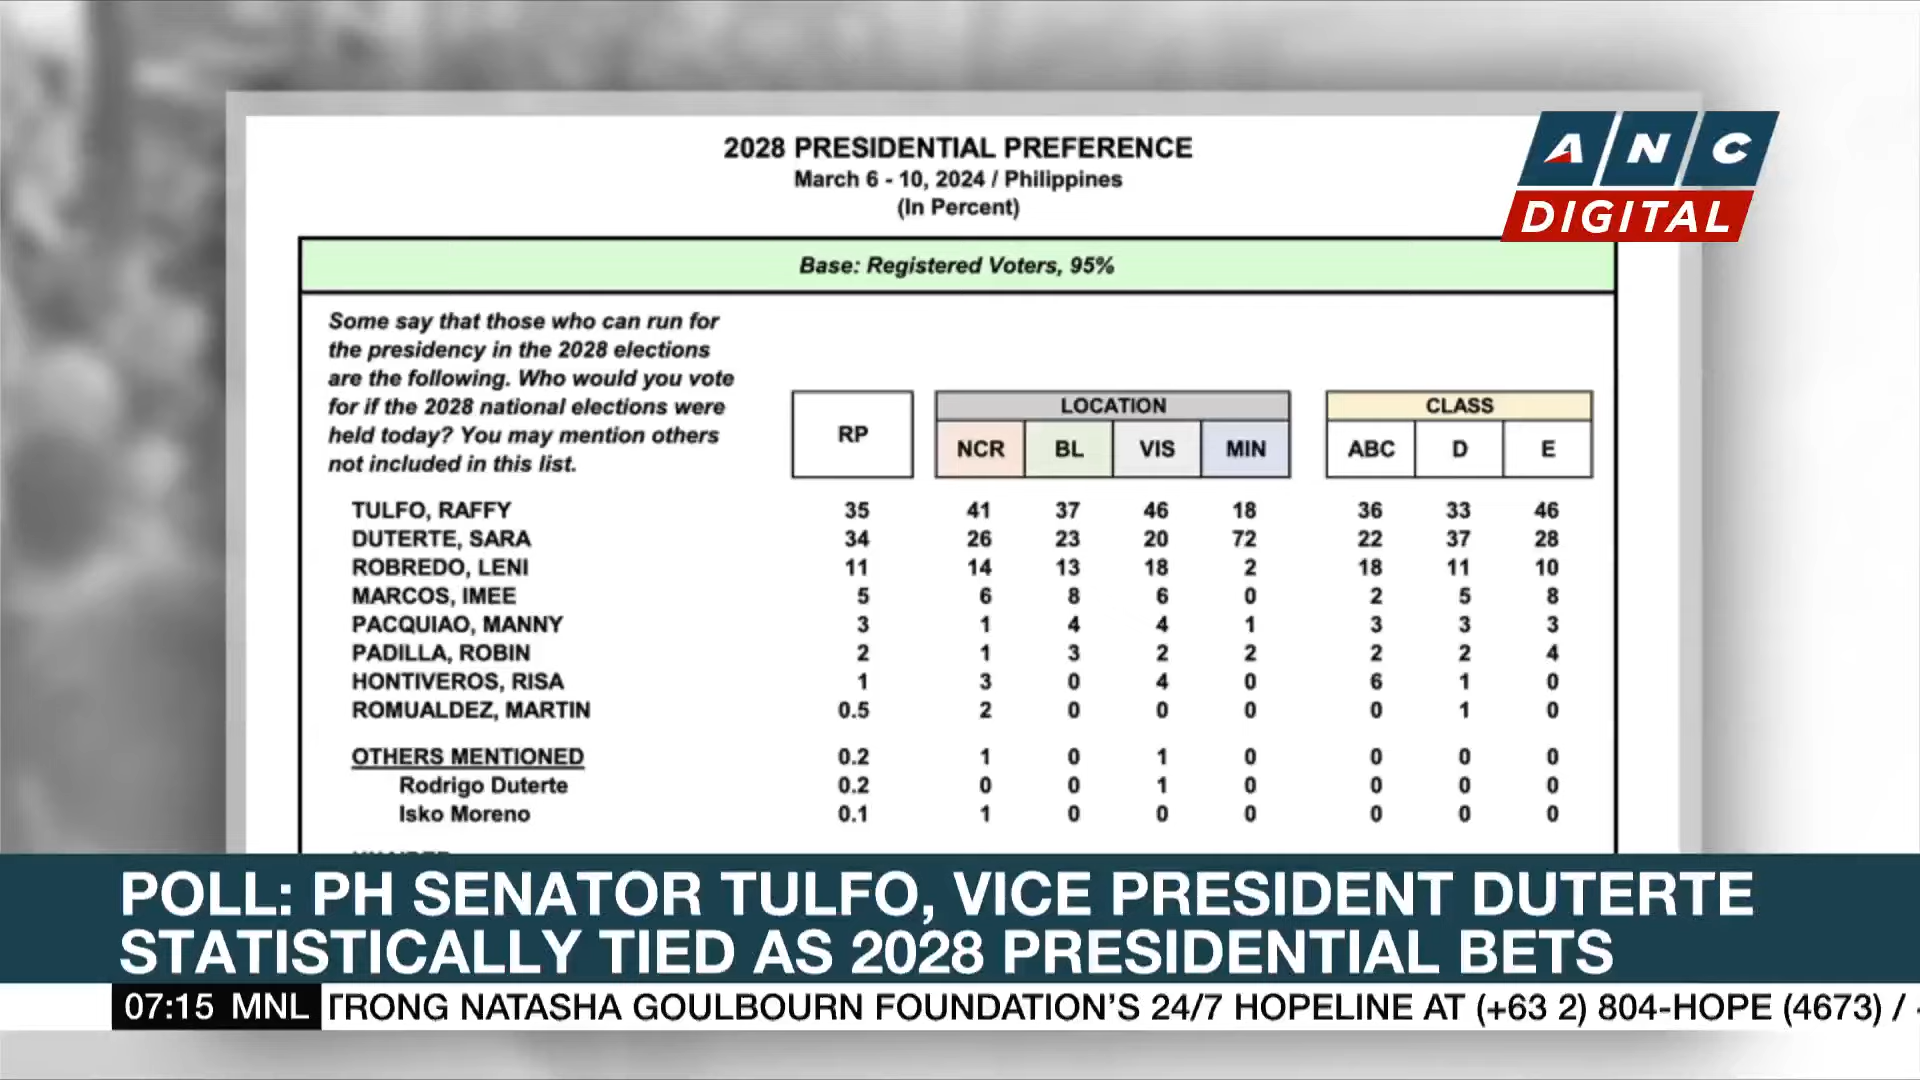 2028 PRESIDENTIAL PREFERENCE
March 6 - 10, 2024 / Philippines
(In Percent)
ANC
DIGITAL
Base: Registered Voters, 95%
Some say that those who can run for
the presidency in the 2028 elections
are the following. Who would you vote
for if the 2028 national elections were
held today? You may mention others
not included in this list.
RP LOCATION CLASS
NCR BL VIS MIN ABC D E
TULFO, RAFFY 35 41 37 46 18 36 33 46
DUTERTE, SARA 34 26 23 20 72 22 37 28
ROBREDO, LENI 11 14 13 18 2 18 11 10
MARCOS, IMEE 5 6 8 6 0 2 5 8
PACQUIAO, MANNY 3 1 4 4 1 3 3 3
PADILLA, ROBIN 2 1 3 2 2 2 2 4
HONTIVEROS, RISA 1 3 0 4 0 6 1 0
ROMUALDEZ, MARTIN 0.5 2 0 0 0 0 1 0
OTHERS MENTIONED 0.2 1 0 1 0 0 0 0
Rodrigo Duterte 0.2 0 0 1 0 0 0 0
Isko Moreno 0.1 1 0 0 0 0 0 0
POLL: PH SENATOR TULFO, VICE PRESIDENT DUTERTE
STATISTICALLY TIED AS 2028 PRESIDENTIAL BETS
07:15 MNL TRONG NATASHA GOULBOURN FOUNDATION'S 24/7 HOPELINE AT (+63 2) 804-HOPE (4673) /